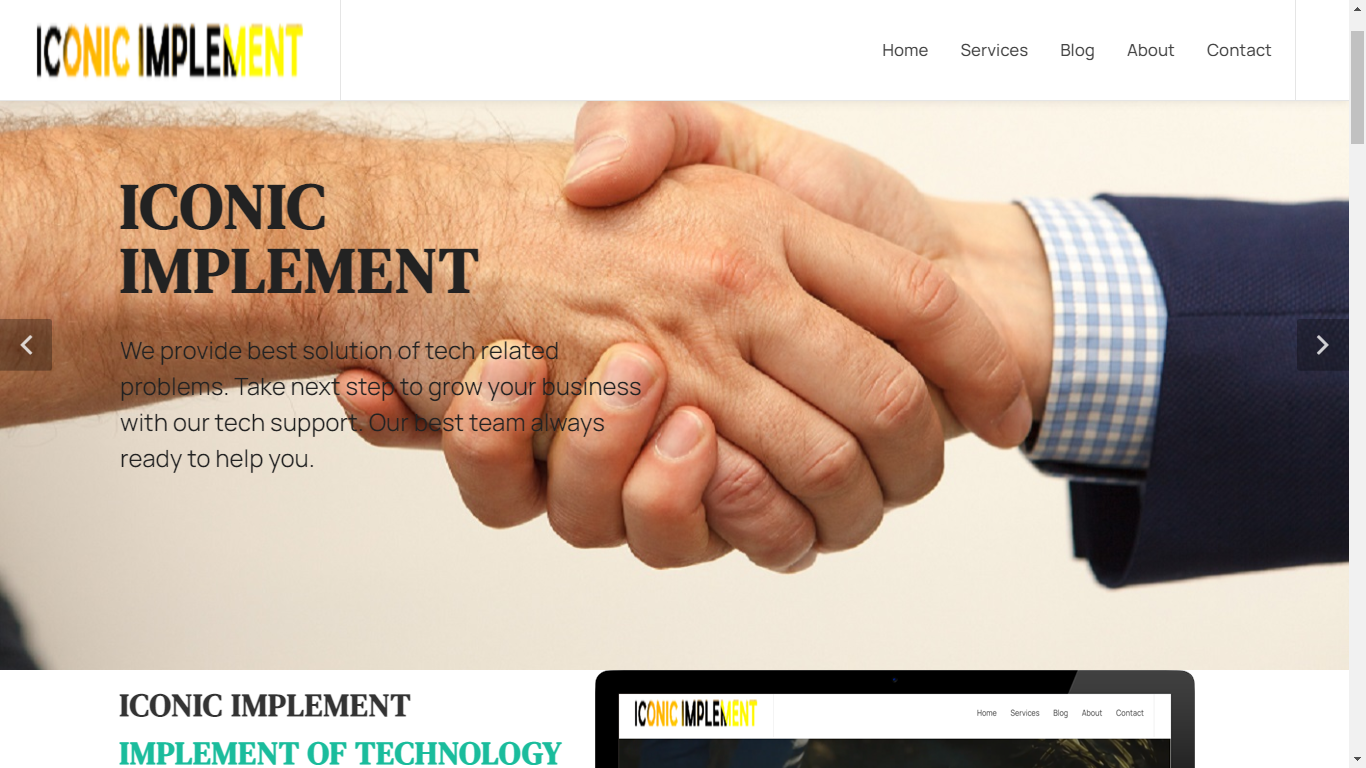 ICONIC IMPLEMENT
Home Services Blog About Contact
ICONIC
IMPLEMENT
We provide best solution of tech related
problems. Take next step to grow your business
with our tech support. Our best team always
ready to help you.
ICONIC IMPLEMENT
IMPLEMENT OF TECHNOLOGY
ICONIC IMPLEMENT
Home Services Blog About Contact